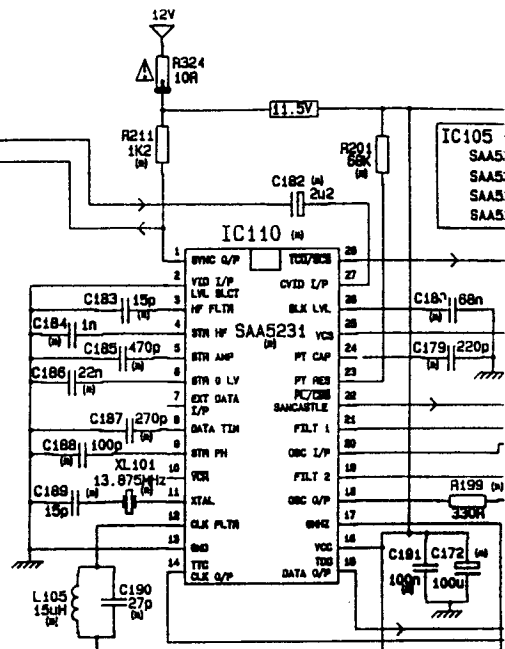 12V
R324
10R
11.5V
R211
1K2
(m)
R201
68K
(m)
IC105
SAA5
SAA5
SAA5
SAA5
C182 (m)
2u2
IC110 (m)
SAA5231
(m)
1 SYNC O/P
2 VID I/P
LVL SLCT
3 HF FLTR
4 STR HF
5 STR AMP
6 STR G LV
7 EXT DATA
I/P
8 DATA TIM
9 STR PH
10 VCR
11 XTAL
12 CLK FLTR
13 GND
14 TTC
CLK O/P
28 TCO/SCS
27 CVID I/P
26 BLK LVL
25 VCS
24 PT CAP
23 PT RES
22 PL/CBB
SANCASTLE
21 FILT 1
20 OSC I/P
19 FILT 2
18 OSC O/P
17 6MHZ
16 VCC
15 TDO
DATA O/P
C183 15p
(m)
C184 1n
(m)
C185 470p
(m)
C186 22n
(m)
C187 270p
(m)
C188 100p
(m)
XL101
13.875MHz
(m)
C189 (m)
15p
L105
15uH
(m)
C190
27p
(m)
68n
(m)
C179 220p
(m)
R199 (m)
330R
C191
100n
(m)
C172 (m)
100u